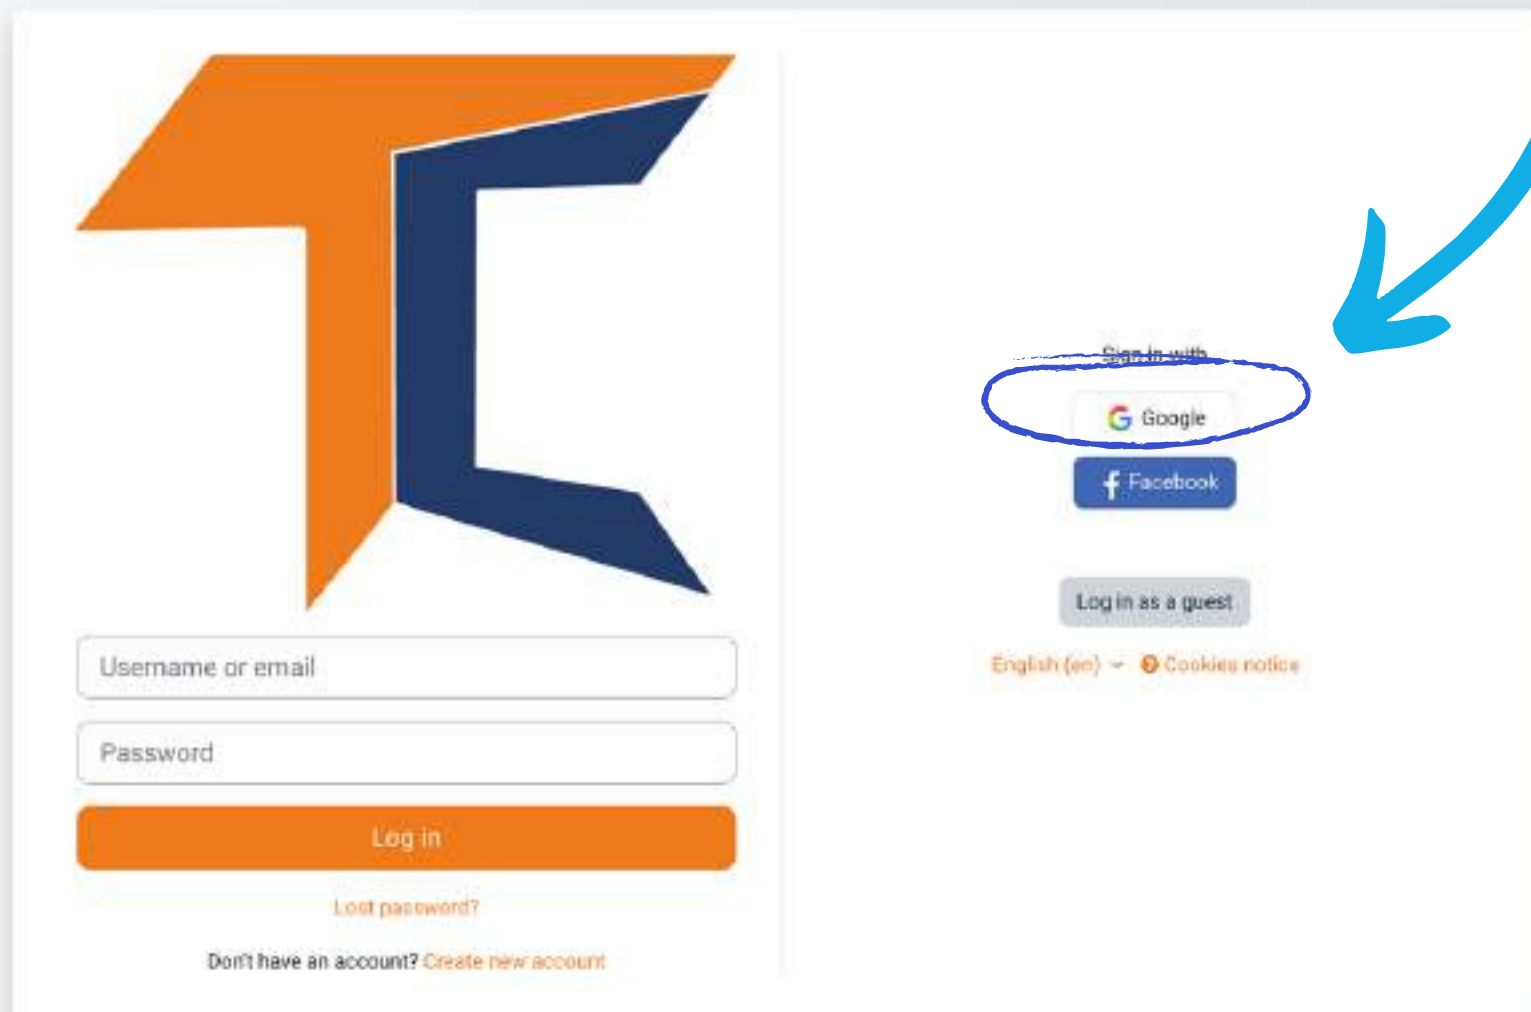 Username or email
Password
Log in
Lost password?
Don't have an account? Create new account
Sign in with
Google
Facebook
Log in as a guest
English (en)
Cookies notice